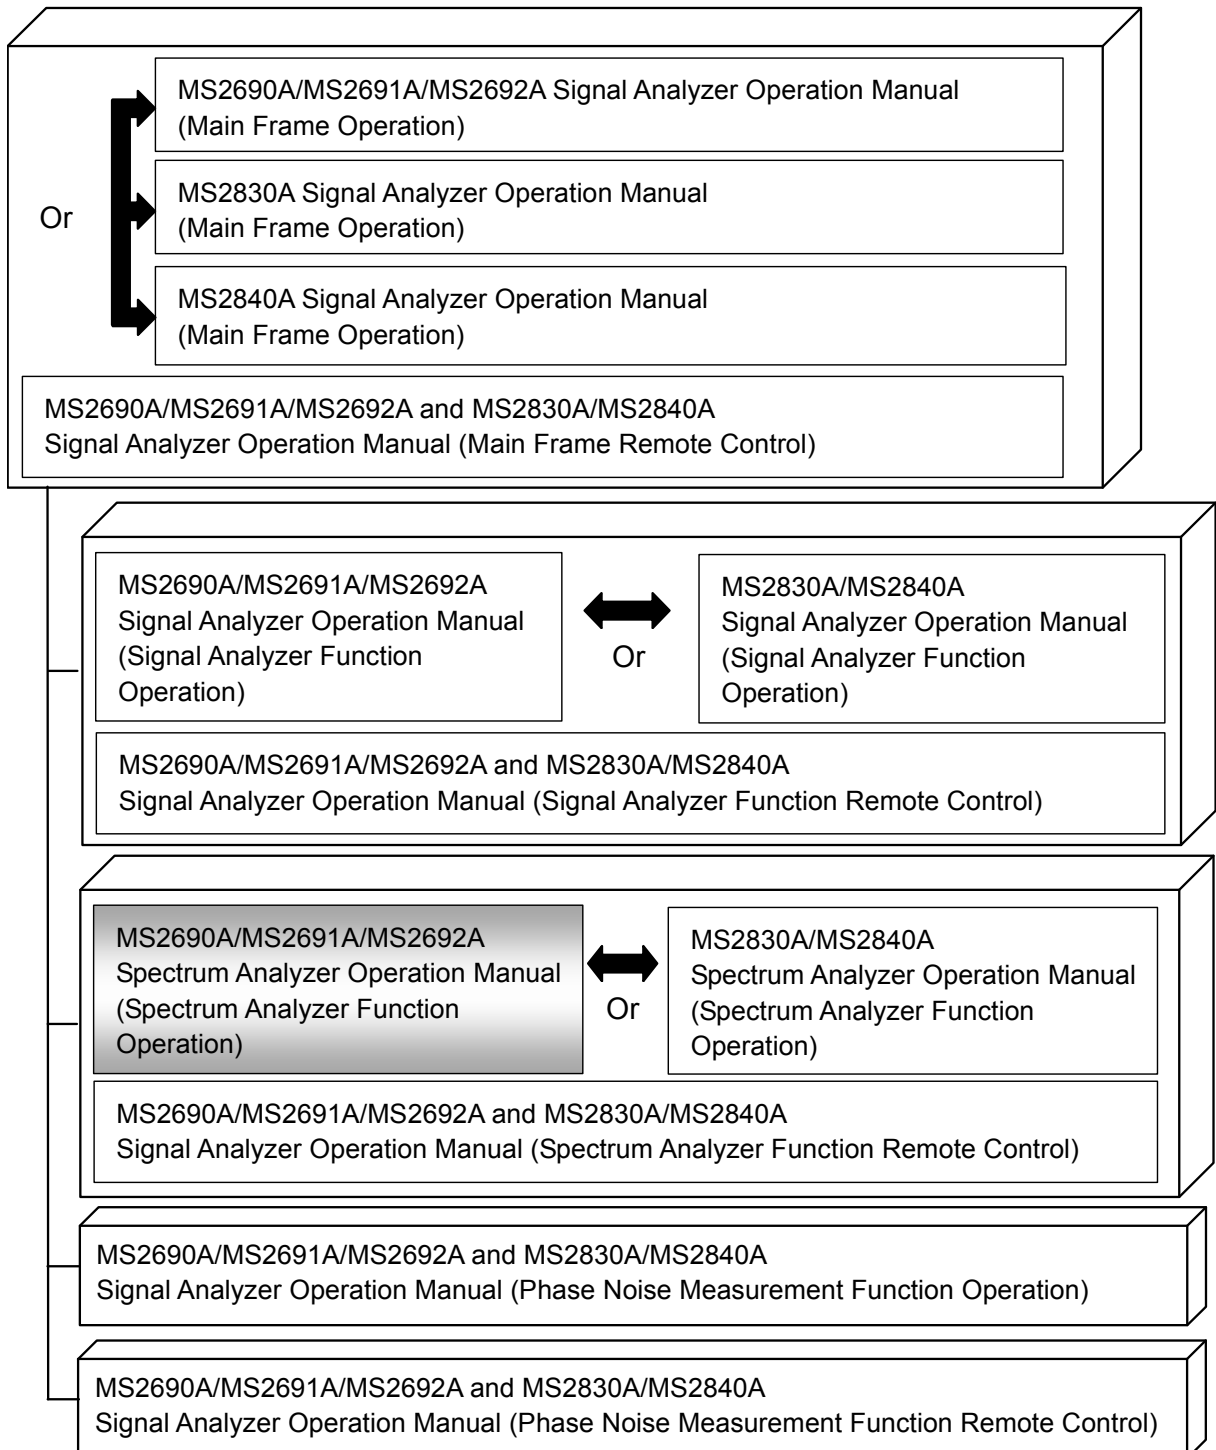 MS2690A/MS2691A/MS2692A Signal Analyzer Operation Manual
(Main Frame Operation)
Or
MS2830A Signal Analyzer Operation Manual
(Main Frame Operation)
MS2840A Signal Analyzer Operation Manual
(Main Frame Operation)
MS2690A/MS2691A/MS2692A and MS2830A/MS2840A
Signal Analyzer Operation Manual (Main Frame Remote Control)
MS2690A/MS2691A/MS2692A
Signal Analyzer Operation Manual
(Signal Analyzer Function
Operation)
Or
MS2830A/MS2840A
Signal Analyzer Operation Manual
(Signal Analyzer Function
Operation)
MS2690A/MS2691A/MS2692A and MS2830A/MS2840A
Signal Analyzer Operation Manual (Signal Analyzer Function Remote Control)
MS2690A/MS2691A/MS2692A
Spectrum Analyzer Operation Manual
(Spectrum Analyzer Function
Operation)
Or
MS2830A/MS2840A
Spectrum Analyzer Operation Manual
(Spectrum Analyzer Function
Operation)
MS2690A/MS2691A/MS2692A and MS2830A/MS2840A
Signal Analyzer Operation Manual (Spectrum Analyzer Function Remote Control)
MS2690A/MS2691A/MS2692A and MS2830A/MS2840A
Signal Analyzer Operation Manual (Phase Noise Measurement Function Operation)
MS2690A/MS2691A/MS2692A and MS2830A/MS2840A
Signal Analyzer Operation Manual (Phase Noise Measurement Function Remote Control)